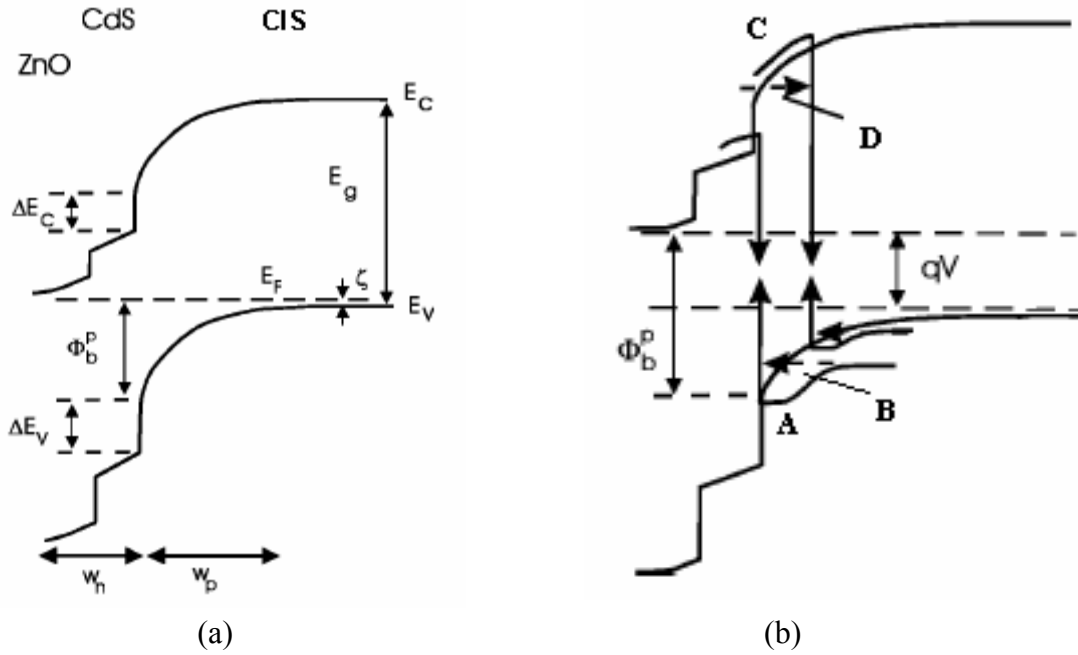 CdS CIS
ZnO
E_C
ΔE_C
E_g
E_F ζ
E_V
Φ_b^p
ΔE_V
w_n w_p
(a)
C
D
qV
Φ_b^p
A B
(b)